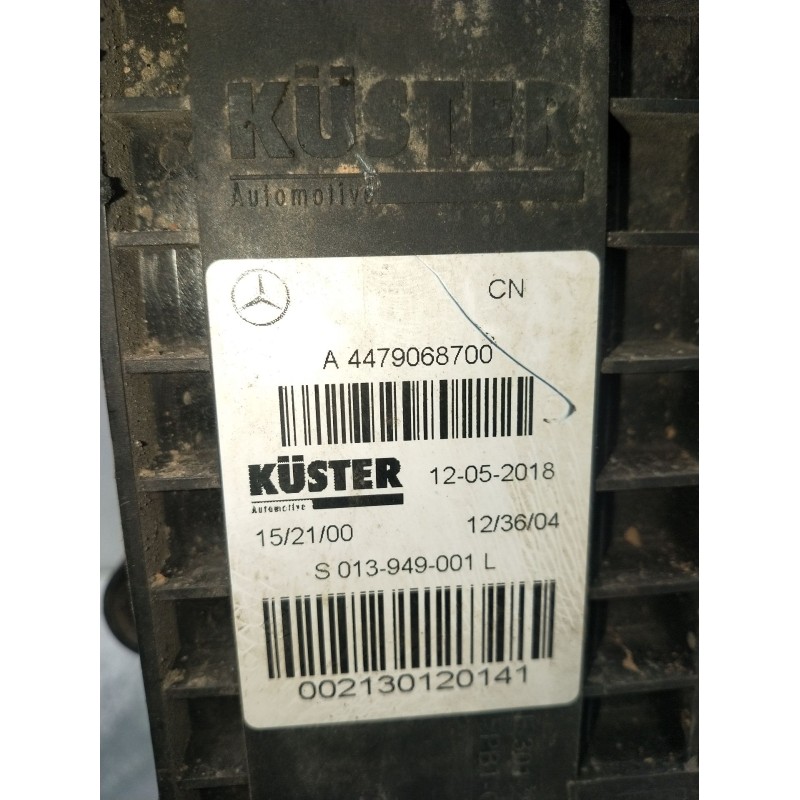 KÜSTER
Automotive
CN
A 4479068700
KÜSTER
Automotive
12-05-2018
15/21/00
12/36/04
S 013-949-001 L
002130120141